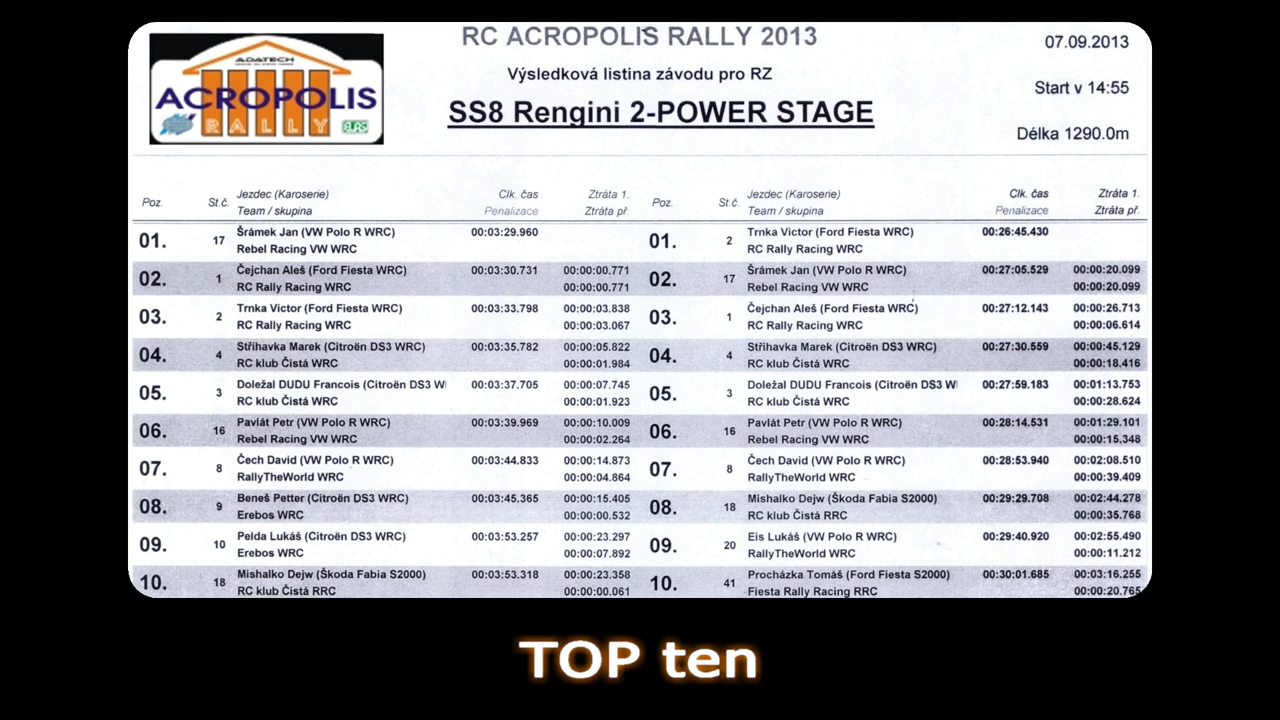 ADATECH
ACROPOLIS
RALLY
RC ACROPOLIS RALLY 2013
07.09.2013
Výsledková listina závodu pro RZ
Start v 14:55
SS8 Rengini 2-POWER STAGE
Délka 1290.0m
Poz. St.č. Jezdec (Karoserie) Clk. čas Ztráta 1. Poz. St.č. Jezdec (Karoserie) Clk. čas Ztráta 1.
Team / skupina Penalizace Ztráta př. Team / skupina Penalizace Ztráta př.
01. 17 Šrámek Jan (VW Polo R WRC) 00:03:29.960 01. 2 Trnka Victor (Ford Fiesta WRC) 00:26:45.430
Rebel Racing VW WRC RC Rally Racing WRC
02. 1 Čejchan Aleš (Ford Fiesta WRC) 00:03:30.731 00:00:00.771 02. 17 Šrámek Jan (VW Polo R WRC) 00:27:05.529 00:00:20.099
RC Rally Racing WRC 00:00:00.771 Rebel Racing VW WRC 00:00:20.099
03. 2 Trnka Victor (Ford Fiesta WRC) 00:03:33.798 00:00:03.838 03. 1 Čejchan Aleš (Ford Fiesta WRC) 00:27:12.143 00:00:26.713
RC Rally Racing WRC 00:00:03.067 RC Rally Racing WRC 00:00:06.614
04. 4 Střihavka Marek (Citroën DS3 WRC) 00:03:35.782 00:00:05.822 04. 4 Střihavka Marek (Citroën DS3 WRC) 00:27:30.559 00:00:45.129
RC klub Čistá WRC 00:00:01.984 RC klub Čistá WRC 00:00:18.416
05. 3 Doležal DUDU Francois (Citroën DS3 W 00:03:37.705 00:00:07.745 05. 3 Doležal DUDU Francois (Citroën DS3 W 00:27:59.183 00:01:13.753
RC klub Čistá WRC 00:00:01.923 RC klub Čistá WRC 00:00:28.624
06. 16 Pavlát Petr (VW Polo R WRC) 00:03:39.969 00:00:10.009 06. 16 Pavlát Petr (VW Polo R WRC) 00:28:14.531 00:01:29.101
Rebel Racing VW WRC 00:00:02.264 Rebel Racing VW WRC 00:00:15.348
07. 8 Čech David (VW Polo R WRC) 00:03:44.833 00:00:14.873 07. 8 Čech David (VW Polo R WRC) 00:28:53.940 00:02:08.510
RallyTheWorld WRC 00:00:04.864 RallyTheWorld WRC 00:00:39.409
08. 9 Beneš Petter (Citroën DS3 WRC) 00:03:45.365 00:00:15.405 08. 18 Mishalko Dejw (Škoda Fabia S2000) 00:29:29.708 00:02:44.278
Erebos WRC 00:00:00.532 RC klub Čistá RRC 00:00:35.768
09. 10 Pelda Lukáš (Citroën DS3 WRC) 00:03:53.257 00:00:23.297 09. 20 Eis Lukáš (VW Polo R WRC) 00:29:40.920 00:02:55.490
Erebos WRC 00:00:07.892 RallyTheWorld WRC 00:00:11.212
10. 18 Mishalko Dejw (Škoda Fabia S2000) 00:03:53.318 00:00:23.358 10. 41 Procházka Tomáš (Ford Fiesta S2000) 00:30:01.685 00:03:16.255
RC klub Čistá RRC 00:00:00.061 Fiesta Rally Racing RRC 00:00:20.765
TOP ten